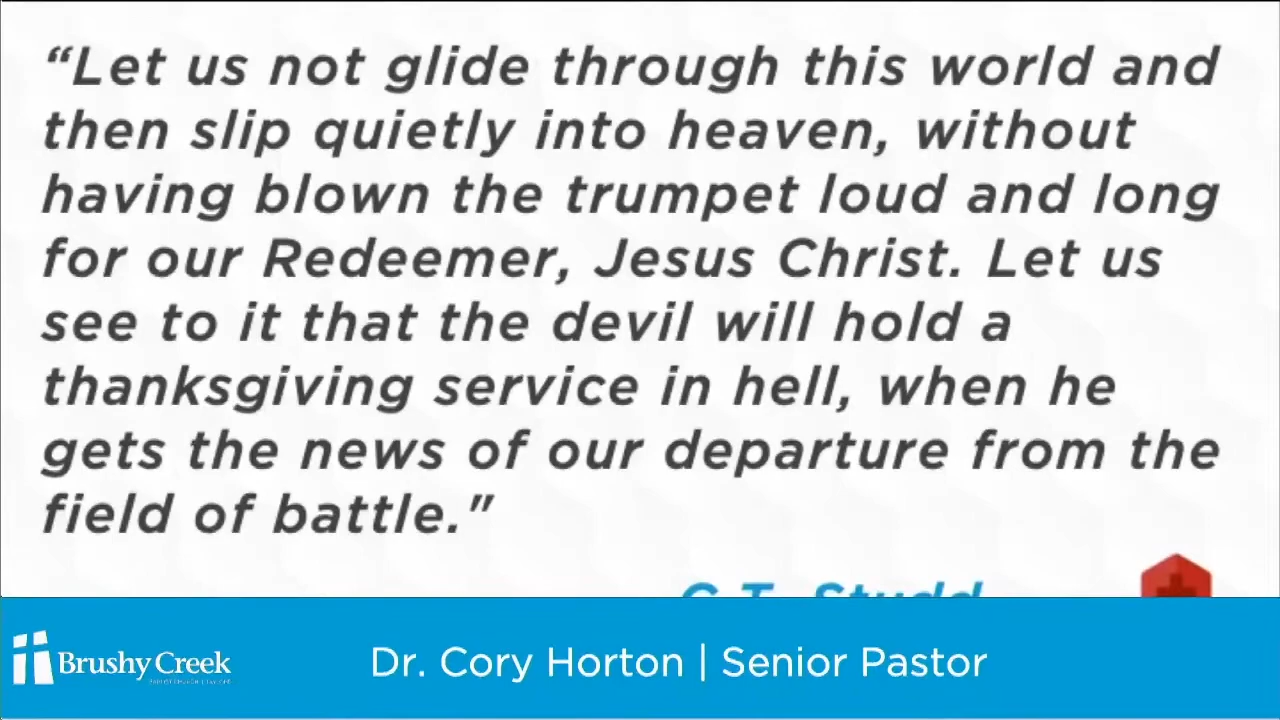 “Let us not glide through this world and
then slip quietly into heaven, without
having blown the trumpet loud and long
for our Redeemer, Jesus Christ. Let us
see to it that the devil will hold a
thanksgiving service in hell, when he
gets the news of our departure from the
field of battle."
C.T. Studd
Brushy Creek
Dr. Cory Horton | Senior Pastor